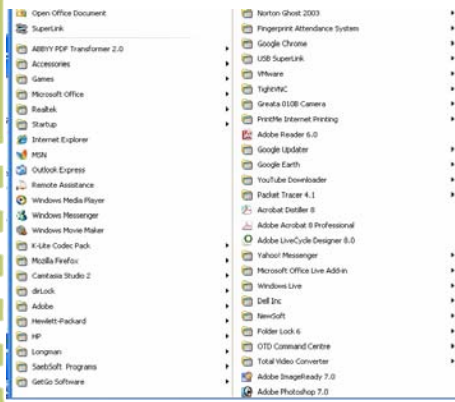 Open Office Document
SuperLink
ABBYY PDF Transformer 2.0
Accessories
Games
Microsoft Office
Realtek
Startup
Internet Explorer
MSN
Outlook Express
Remote Assistance
Windows Media Player
Windows Messenger
Windows Movie Maker
K-Lite Codec Pack
Mozilla Firefox
Camtasia Studio 2
dirLock
Adobe
Hewlett-Packard
HP
Longman
SaebSoft Programs
GetGo Software
Norton Ghost 2003
Fingerprint Attendance System
Google Chrome
USB SuperLink
VMware
TightVNC
Greata 010B Camera
PrintMe Internet Printing
Adobe Reader 6.0
Google Updater
Google Earth
YouTube Downloader
Packet Tracer 4.1
Acrobat Distiller 8
Adobe Acrobat 8 Professional
Adobe LiveCycle Designer 8.0
Yahoo! Messenger
Microsoft Office Live Add-in
Windows Live
Dell Inc
NewSoft
Folder Lock 6
OTD Command Centre
Total Video Converter
Adobe ImageReady 7.0
Adobe Photoshop 7.0